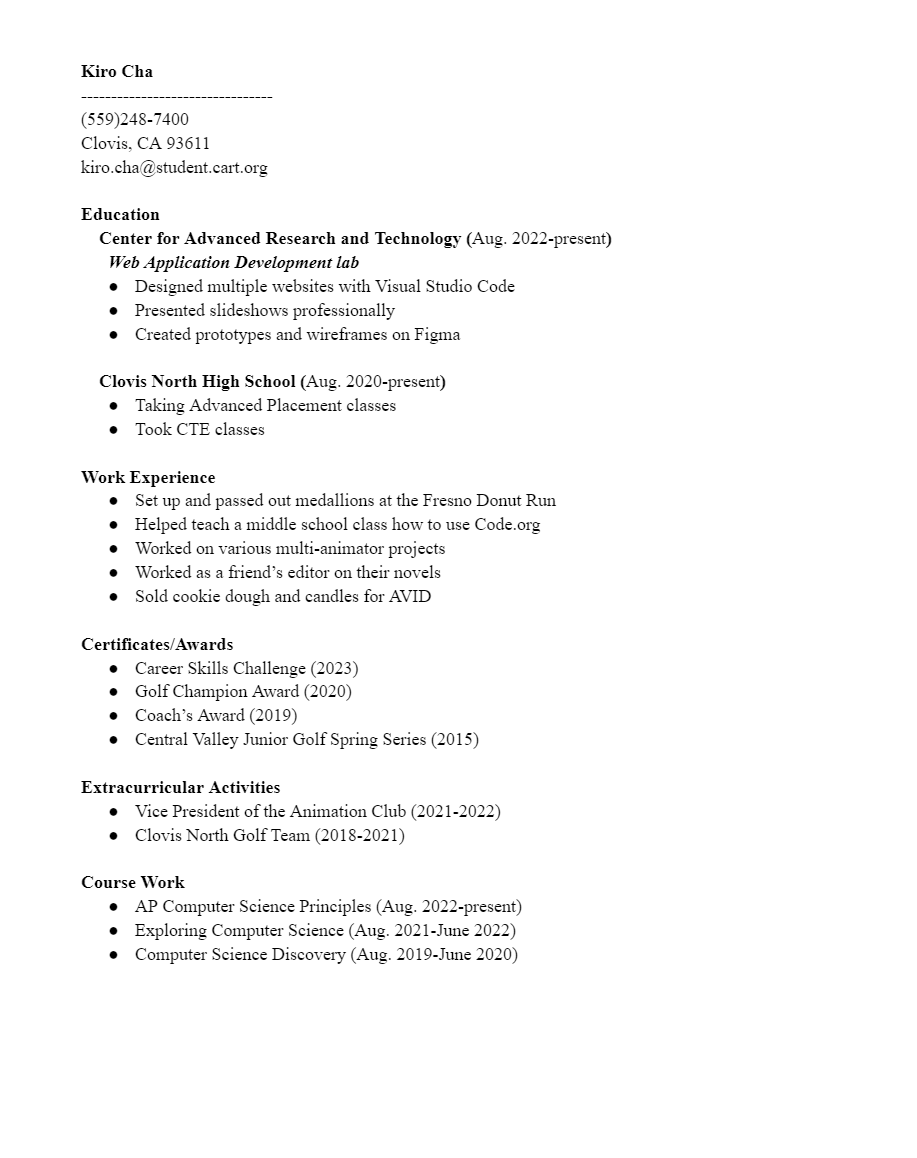 Kiro Cha
--------------------------------
(559)248-7400
Clovis, CA 93611
kiro.cha@student.cart.org
Education
Center for Advanced Research and Technology (Aug. 2022-present)
Web Application Development lab
● Designed multiple websites with Visual Studio Code
● Presented slideshows professionally
● Created prototypes and wireframes on Figma
Clovis North High School (Aug. 2020-present)
● Taking Advanced Placement classes
● Took CTE classes
Work Experience
● Set up and passed out medallions at the Fresno Donut Run
● Helped teach a middle school class how to use Code.org
● Worked on various multi-animator projects
● Worked as a friend’s editor on their novels
● Sold cookie dough and candles for AVID
Certificates/Awards
● Career Skills Challenge (2023)
● Golf Champion Award (2020)
● Coach’s Award (2019)
● Central Valley Junior Golf Spring Series (2015)
Extracurricular Activities
● Vice President of the Animation Club (2021-2022)
● Clovis North Golf Team (2018-2021)
Course Work
● AP Computer Science Principles (Aug. 2022-present)
● Exploring Computer Science (Aug. 2021-June 2022)
● Computer Science Discovery (Aug. 2019-June 2020)